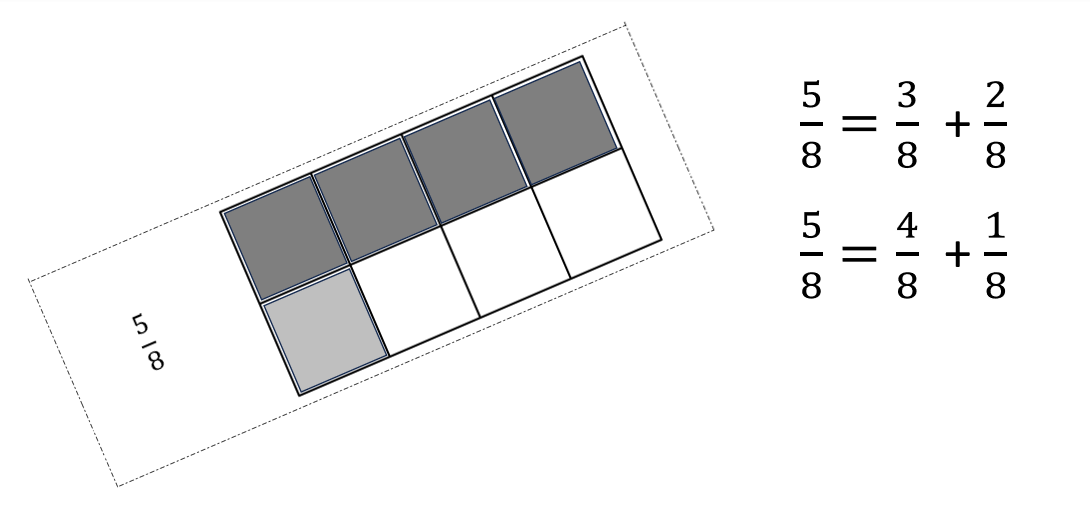 5/8
5/8 = 3/8 + 2/8
5/8 = 4/8 + 1/8